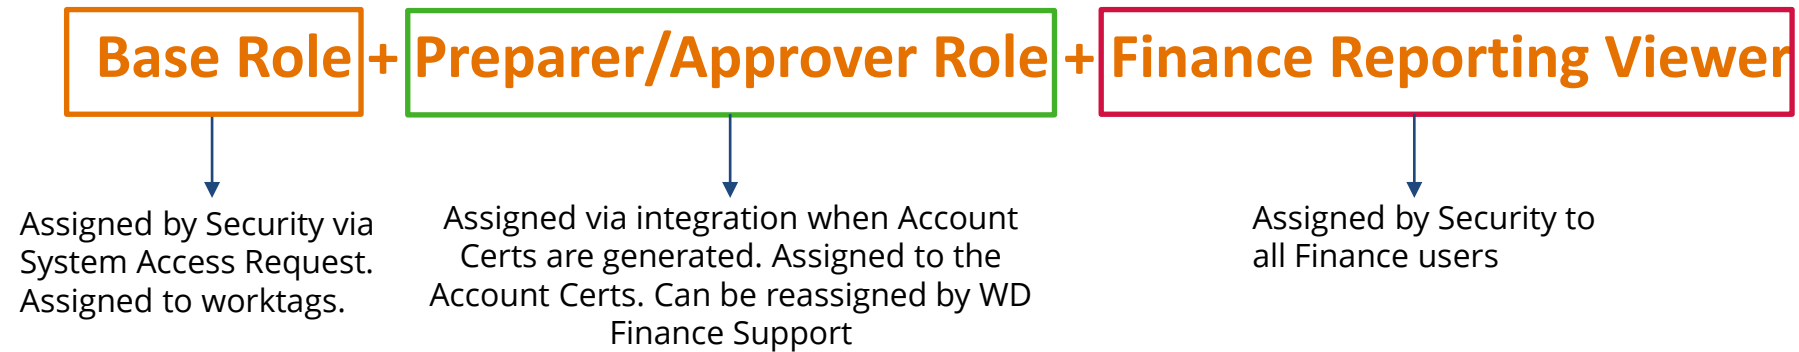 Base Role + Preparer/Approver Role + Finance Reporting Viewer
Assigned by Security via
System Access Request.
Assigned to worktags.
Assigned via integration when Account
Certs are generated. Assigned to the
Account Certs. Can be reassigned by WD
Finance Support
Assigned by Security to
all Finance users